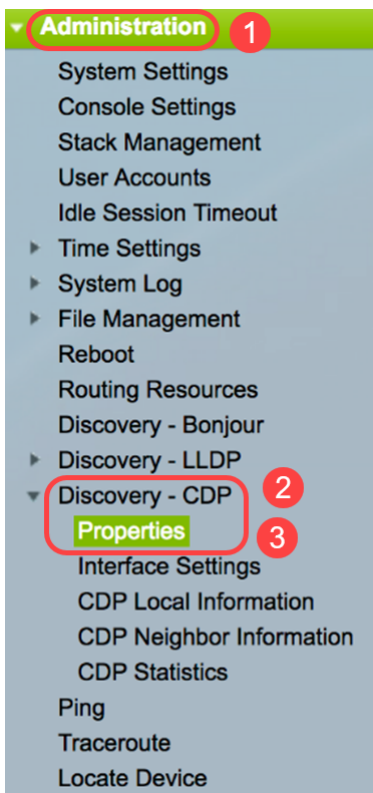 Administration 1
System Settings
Console Settings
Stack Management
User Accounts
Idle Session Timeout
Time Settings
System Log
File Management
Reboot
Routing Resources
Discovery - Bonjour
Discovery - LLDP
Discovery - CDP 2
Properties 3
Interface Settings
CDP Local Information
CDP Neighbor Information
CDP Statistics
Ping
Traceroute
Locate Device